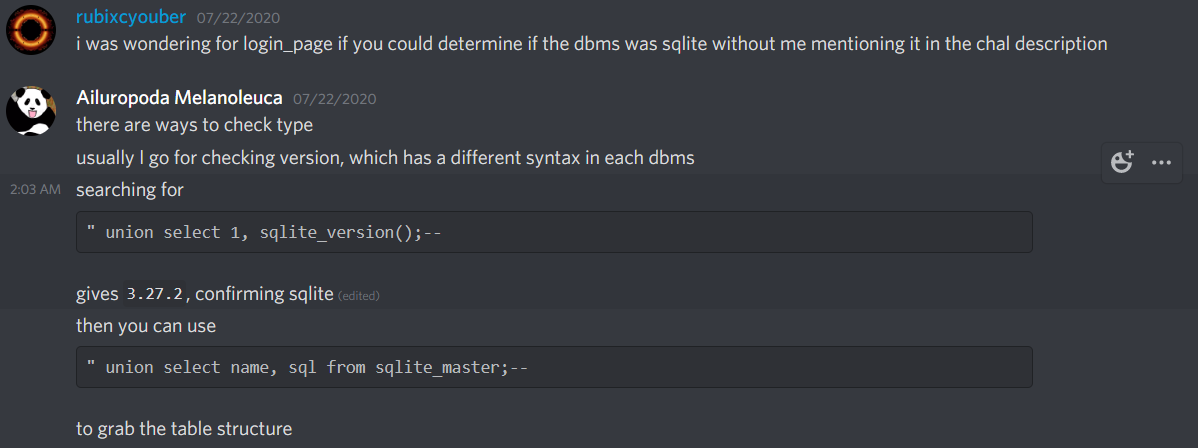 rubixcyouber 07/22/2020
i was wondering for login_page if you could determine if the dbms was sqlite without me mentioning it in the chal description
Ailuropoda Melanoleuca 07/22/2020
there are ways to check type
usually I go for checking version, which has a different syntax in each dbms
2:03 AM searching for
" union select 1, sqlite_version();--
gives 3.27.2, confirming sqlite (edited)
then you can use
" union select name, sql from sqlite_master;--
to grab the table structure